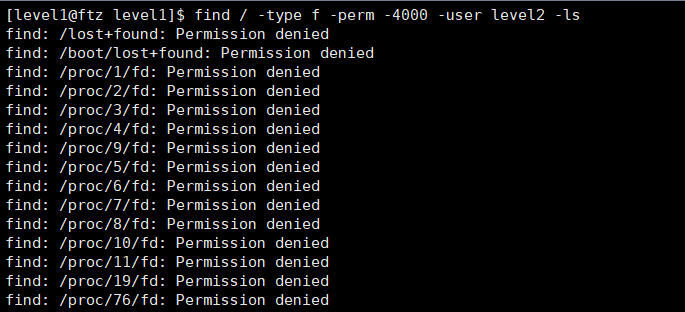 [level1@ftz level1]$ find / -type f -perm -4000 -user level2 -ls
find: /lost+found: Permission denied
find: /boot/lost+found: Permission denied
find: /proc/1/fd: Permission denied
find: /proc/2/fd: Permission denied
find: /proc/3/fd: Permission denied
find: /proc/4/fd: Permission denied
find: /proc/9/fd: Permission denied
find: /proc/5/fd: Permission denied
find: /proc/6/fd: Permission denied
find: /proc/7/fd: Permission denied
find: /proc/8/fd: Permission denied
find: /proc/10/fd: Permission denied
find: /proc/11/fd: Permission denied
find: /proc/19/fd: Permission denied
find: /proc/76/fd: Permission denied